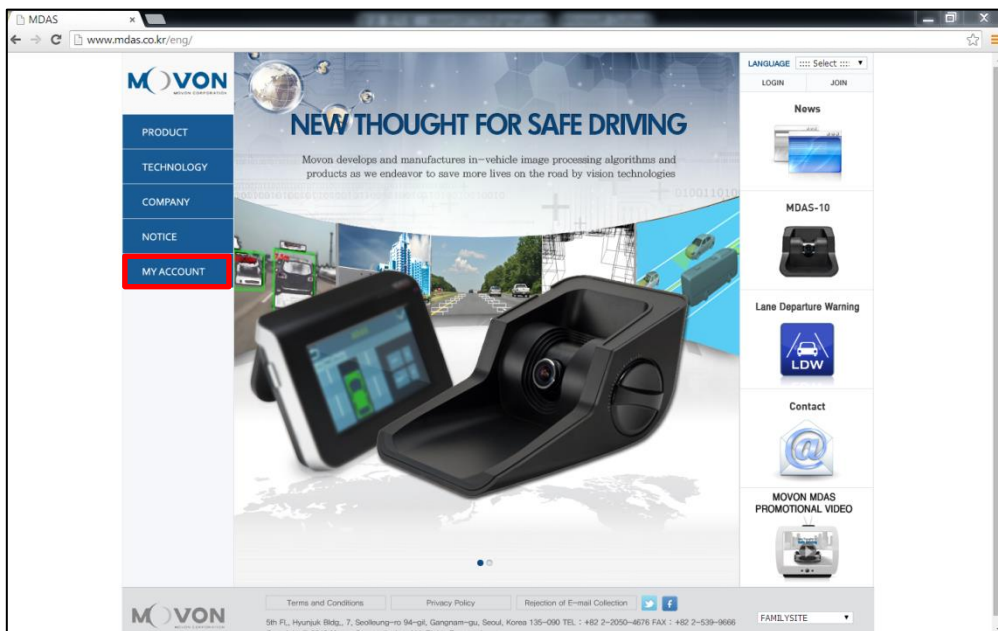 MDAS
www.mdas.co.kr/eng/
MOVON
MOVON CORPORATION
PRODUCT
TECHNOLOGY
COMPANY
NOTICE
MY ACCOUNT
NEW THOUGHT FOR SAFE DRIVING
Movon develops and manufactures in-vehicle image processing algorithms and
products as we endeavor to save more lives on the road by vision technologies
LANGUAGE :::: Select ::::
LOGIN JOIN
News
MDAS-10
Lane Departure Warning
LDW
Contact
@
MOVON MDAS
PROMOTIONAL VIDEO
MOVON
Terms and Conditions Privacy Policy Rejection of E-mail Collection
5th FL., Hyunjuk Bldg., 7, Seolleung-ro 94-gil, Gangnam-gu, Seoul, Korea 135-090 TEL : +82 2-2050-4676 FAX : +82 2-539-9666
FAMILYSITE